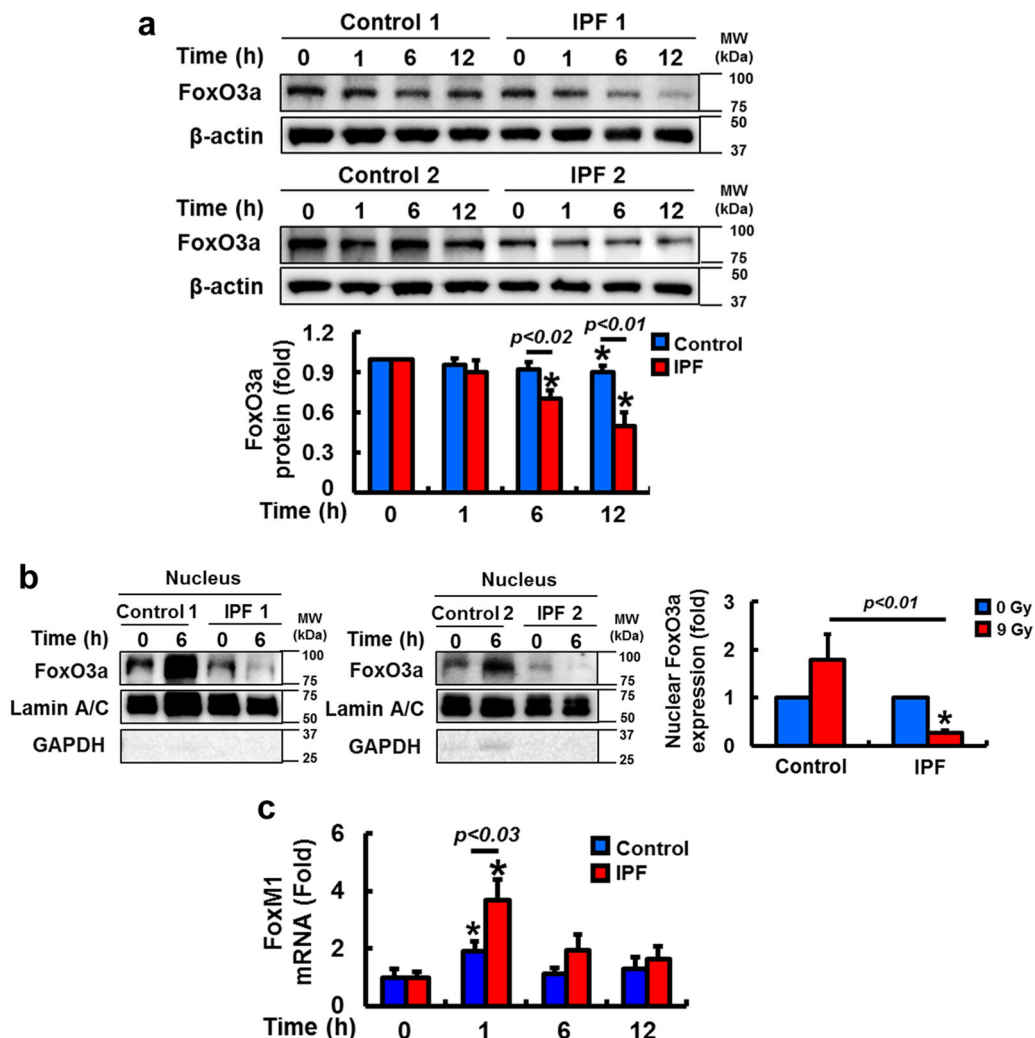 a
Control 1 IPF 1
MW
(kDa)
Time (h) 0 1 6 12 0 1 6 12
FoxO3a 100
75
β-actin 50
37
Control 2 IPF 2
MW
(kDa)
Time (h) 0 1 6 12 0 1 6 12
FoxO3a 100
75
β-actin 50
37
FoxO3a
protein (fold)
1.2
0.9
0.6
0.3
0
p<0.02
p<0.01
*
*
*
Control
IPF
Time (h) 0 1 6 12
b
Nucleus
Control 1 IPF 1
MW
(kDa)
Time (h) 0 6 0 6
FoxO3a 100
75
Lamin A/C 75
50
GAPDH 37
25
Nucleus
Control 2 IPF 2
MW
(kDa)
Time (h) 0 6 0 6
FoxO3a 100
75
Lamin A/C 75
50
GAPDH 37
25
Nuclear FoxO3a
expression (fold)
3
2
1
0
p<0.01
*
0 Gy
9 Gy
Control IPF
c
FoxM1
mRNA (Fold)
6
4
2
0
p<0.03
*
*
Control
IPF
Time (h) 0 1 6 12